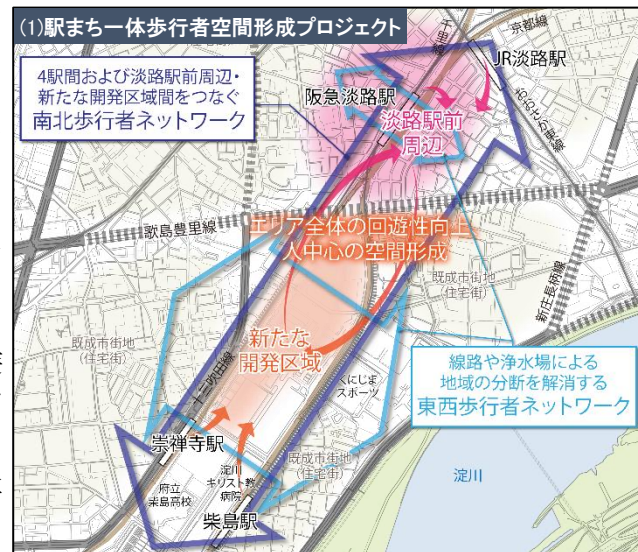 (1)駅まち一体歩行者空間形成プロジェクト
4駅間および淡路駅前周辺・
新たな開発区域間をつなぐ
南北歩行者ネットワーク
千里線
京都線
JR淡路駅
阪急淡路駅
おおさか東線
淡路駅前
周辺
歌島豊里線
エリア全体の回遊性向上、
人中心の空間形成
既成市街地
(住宅街)
新庄長柄線
既成市街地
(住宅街)
新たな
開発区域
くにじま
スポーツ
線路や浄水場による
地域の分断を解消する
東西歩行者ネットワーク
崇禅寺駅
既成市街地
(住宅街)
淀川
キリスト教
病院
府立
柴島高校
柴島駅
淀川